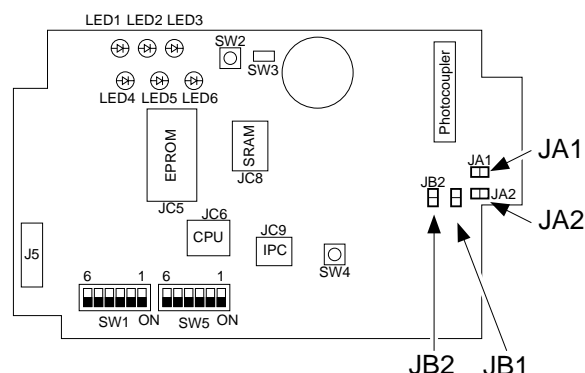 LED1 LED2 LED3
SW2
SW3
LED4 LED5 LED6
Photocoupler
EPROM
JC5
SRAM
JC8
JA1
JA1
JB2
JA2
JA2
JC6
CPU
JC9
IPC
SW4
J5
6 1
SW1 ON
6 1
SW5 ON
JB2 JB1